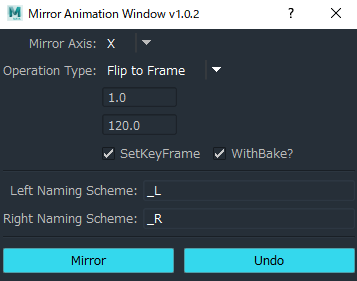 Mirror Animation Window v1.0.2
Mirror Axis: X
Operation Type: Flip to Frame
1.0
120.0
SetKeyFrame WithBake?
Left Naming Scheme: _L
Right Naming Scheme: _R
Mirror Undo